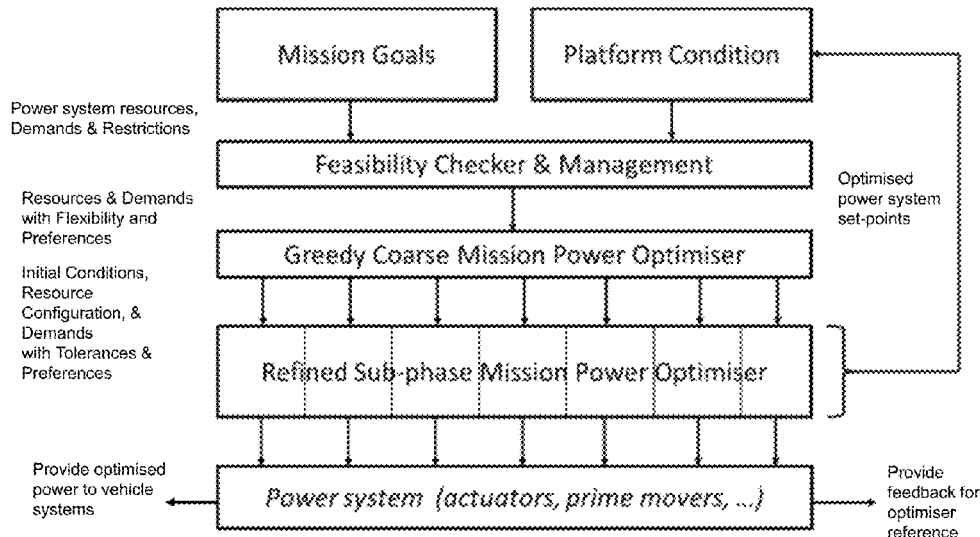 Mission Goals
Platform Condition
Power system resources,
Demands & Restrictions
Feasibility Checker & Management
Resources & Demands
with Flexibility and
Preferences
Optimised
power system
set-points
Greedy Coarse Mission Power Optimiser
Initial Conditions,
Resource
Configuration, &
Demands
with Tolerances &
Preferences
Refined Sub-phase Mission Power Optimiser
Provide optimised
power to vehicle
systems
Power system (actuators, prime movers, ...)
Provide
feedback for
optimiser
reference